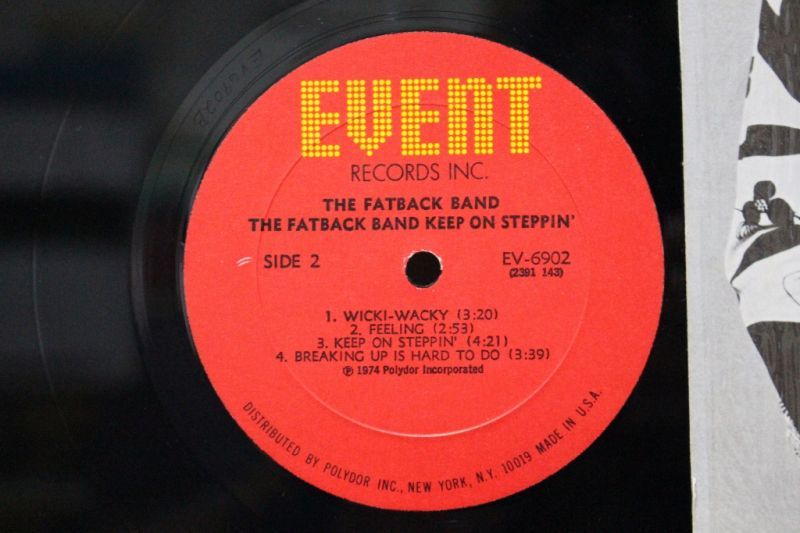 EVENT
RECORDS INC.
THE FATBACK BAND
THE FATBACK BAND KEEP ON STEPPIN'
SIDE 2
EV-6902
(2391 143)
1. WICKI-WACKY (3:20)
2. FEELING (2:53)
3. KEEP ON STEPPIN' (4:21)
4. BREAKING UP IS HARD TO DO (3:39)
℗ 1974 Polydor Incorporated
DISTRIBUTED BY POLYDOR INC., NEW YORK, N.Y. 10019 MADE IN U.S.A.